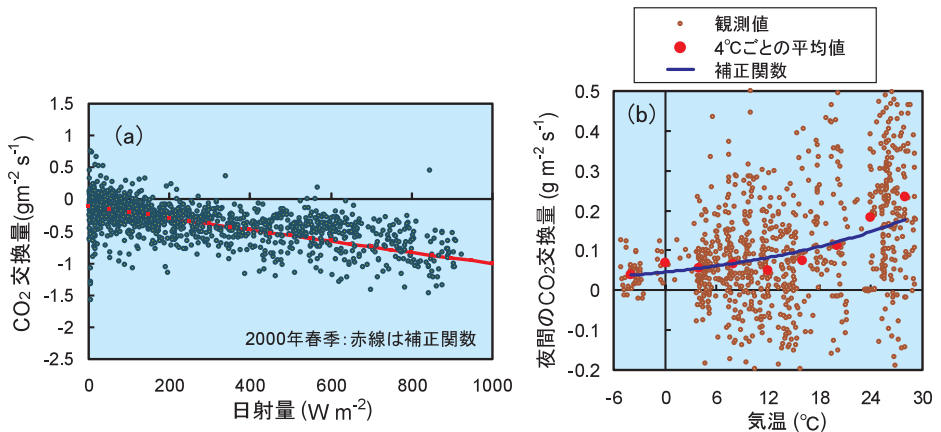 観測値
4℃ごとの平均値
補正関数
(a)
CO2 交換量(gm-2 s-1)
1.5
1
0.5
0
-0.5
-1
-1.5
-2
-2.5
2000年春季：赤線は補正関数
0 200 400 600 800 1000
日射量 (W m-2)
(b)
夜間のCO2交換量 (g m-2 s-1)
0.5
0.4
0.3
0.2
0.1
0
-0.1
-0.2
-6 0 6 12 18 24 30
気温 (℃)